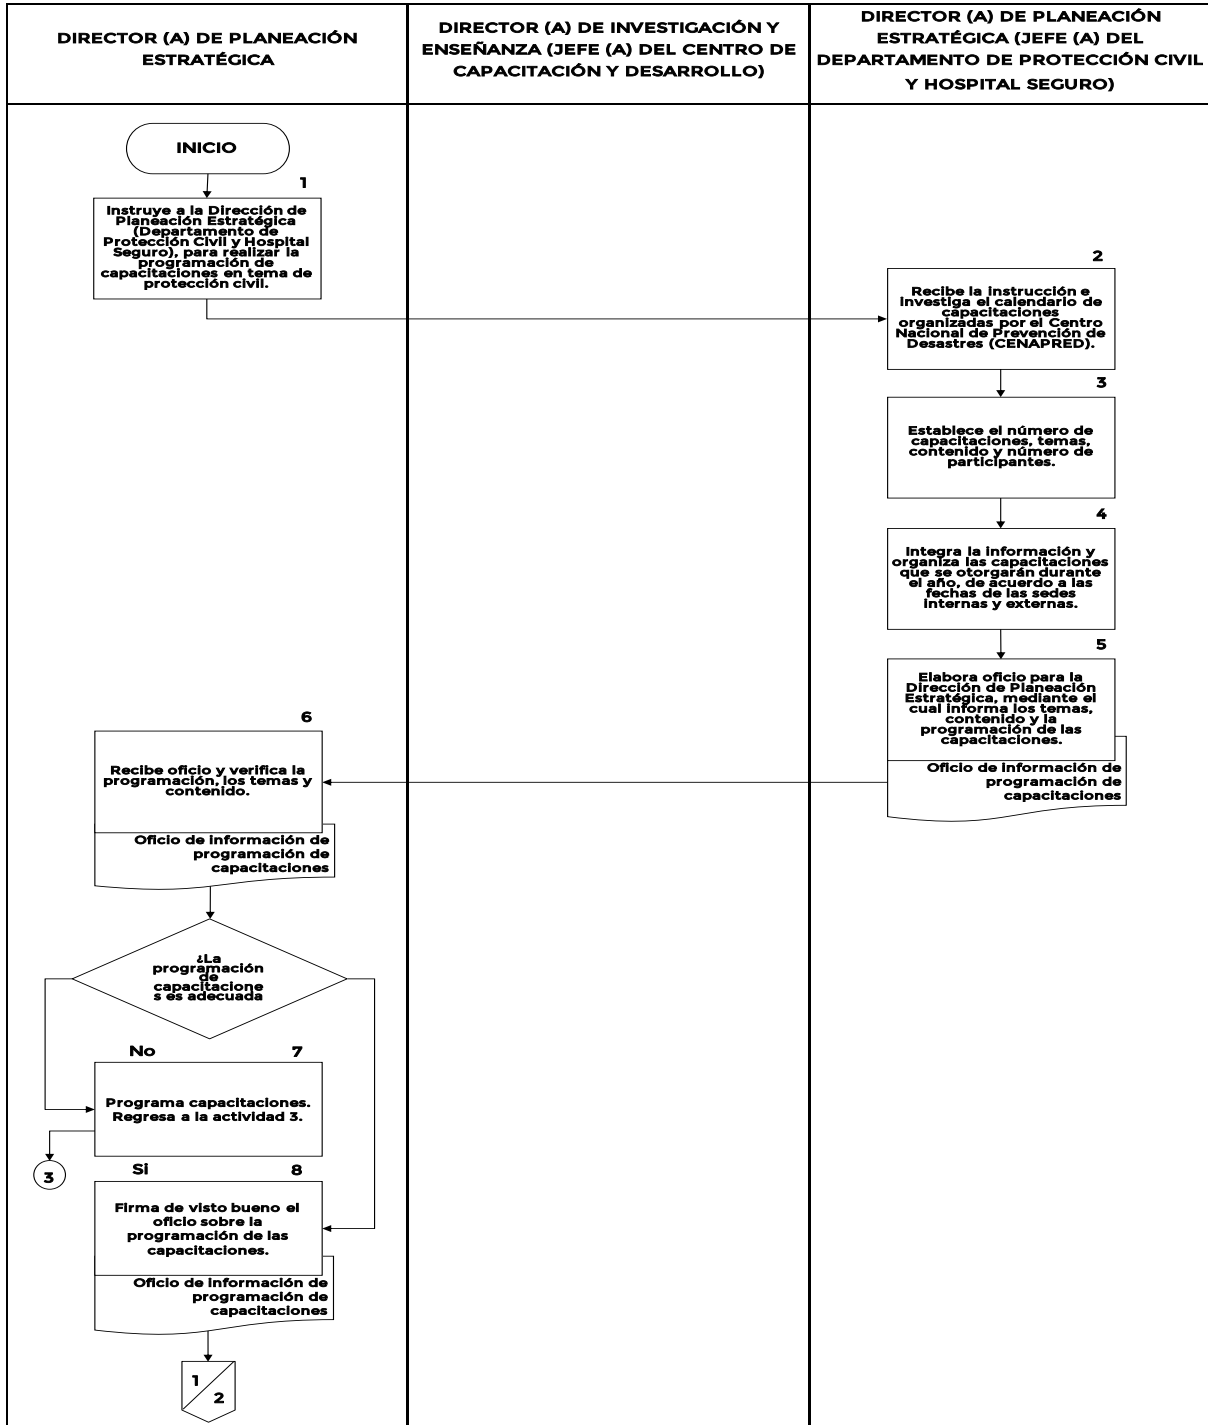 DIRECTOR (A) DE PLANEACIÓN
ESTRATÉGICA
DIRECTOR (A) DE INVESTIGACIÓN Y
ENSEÑANZA (JEFE (A) DEL CENTRO DE
CAPACITACIÓN Y DESARROLLO)
DIRECTOR (A) DE PLANEACIÓN
ESTRATÉGICA (JEFE (A) DEL
DEPARTAMENTO DE PROTECCIÓN CIVIL
Y HOSPITAL SEGURO)
INICIO
1
Instruye a la Dirección de
Planeación Estratégica
(Departamento de
Protección Civil y Hospital
Seguro), para realizar la
programación de
capacitaciones en tema de
protección civil.
2
Recibe la instrucción e
investiga el calendario de
capacitaciones
organizadas por el Centro
Nacional de Prevención de
Desastres (CENAPRED).
3
Establece el número de
capacitaciones, temas,
contenido y número de
participantes.
4
Integra la información y
organiza las capacitaciones
que se otorgarán durante
el año, de acuerdo a las
fechas de las sedes
internas y externas.
5
Elabora oficio para la
Dirección de Planeación
Estratégica, mediante el
cual informa los temas,
contenido y la
programación de las
capacitaciones.
Oficio de información de
programación de
capacitaciones
6
Recibe oficio y verifica la
programación, los temas y
contenido.
Oficio de información de
programación de
capacitaciones
¿La
programación
de
capacitacione
s es adecuada
No
7
Programa capacitaciones.
Regresa a la actividad 3.
3
Si
8
Firma de visto bueno el
oficio sobre la
programación de las
capacitaciones.
Oficio de información de
programación de
capacitaciones
1
2